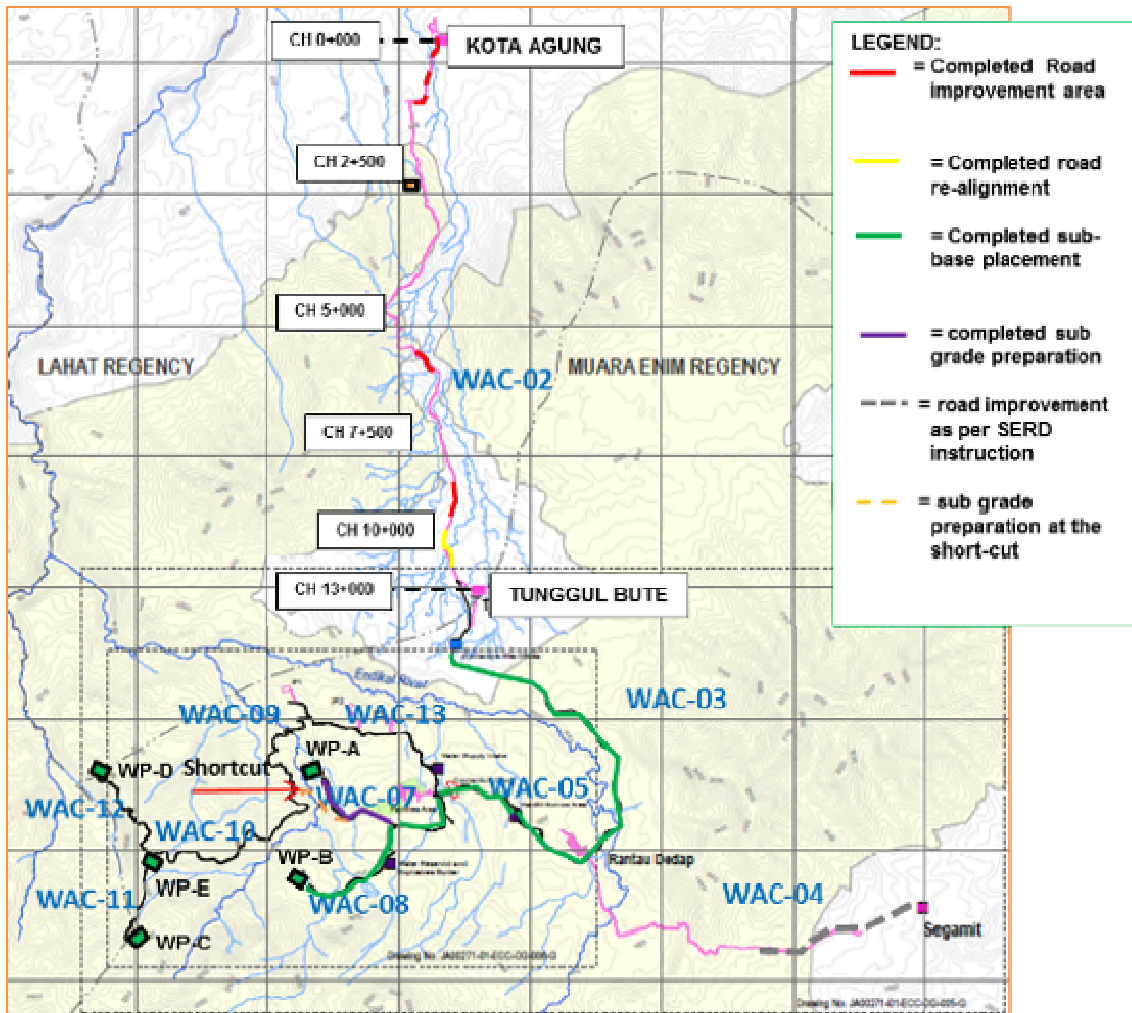 CH 0+000
KOTA AGUNG
CH 2+500
CH 5+000
LAHAT REGENCY
MUARA ENIM REGENCY
WAC-02
CH 7+500
CH 10+000
CH 13+000
TUNGGUL BUTE
Endikat River
WAC-03
WAC-09
WAC-13
WP-A
WP-D
Shortcut
WAC-05
WAC-07
WAC-12
WAC-10
WP-B
Rantau Dedap
WP-E
WAC-04
WAC-11
WAC-08
Segamit
WP-C
LEGEND:
= Completed Road
improvement area
= Completed road
re-alignment
= Completed sub-
base placement
= completed sub
grade preparation
= road improvement
as per SERD
instruction
= sub grade
preparation at the
short-cut